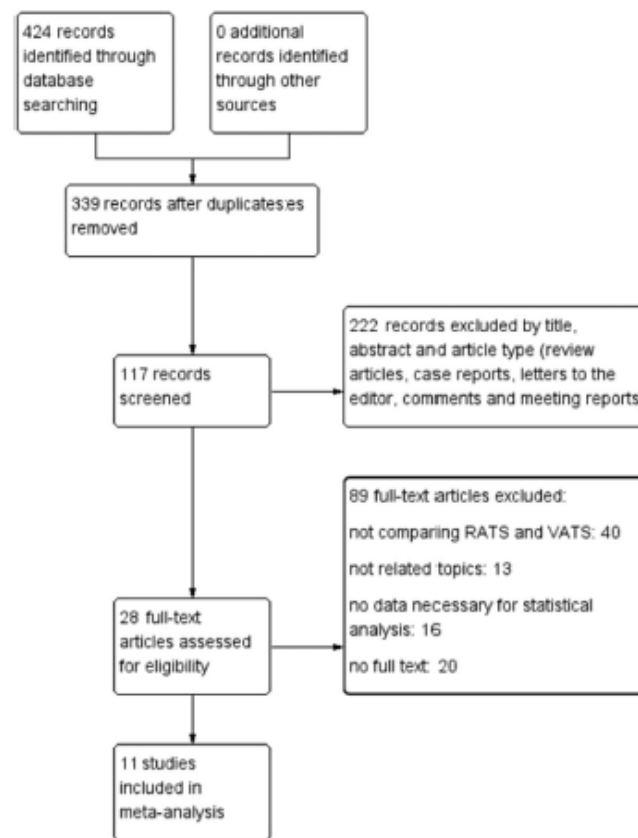 424 records
identified through
database
searching
0 additional
records identified
through other
sources
339 records after duplicateses
removed
117 records
screened
222 records excluded by title,
abstract and article type (review
articles, case reports, letters to the
editor, comments and meeting reports
28 full-text
articles assessed
for eligibility
89 full-text articles excluded:
not comparing RATS and VATS: 40
not related topics: 13
no data necessary for statistical
analysis: 16
no full text: 20
11 studies
included in
meta-analysis